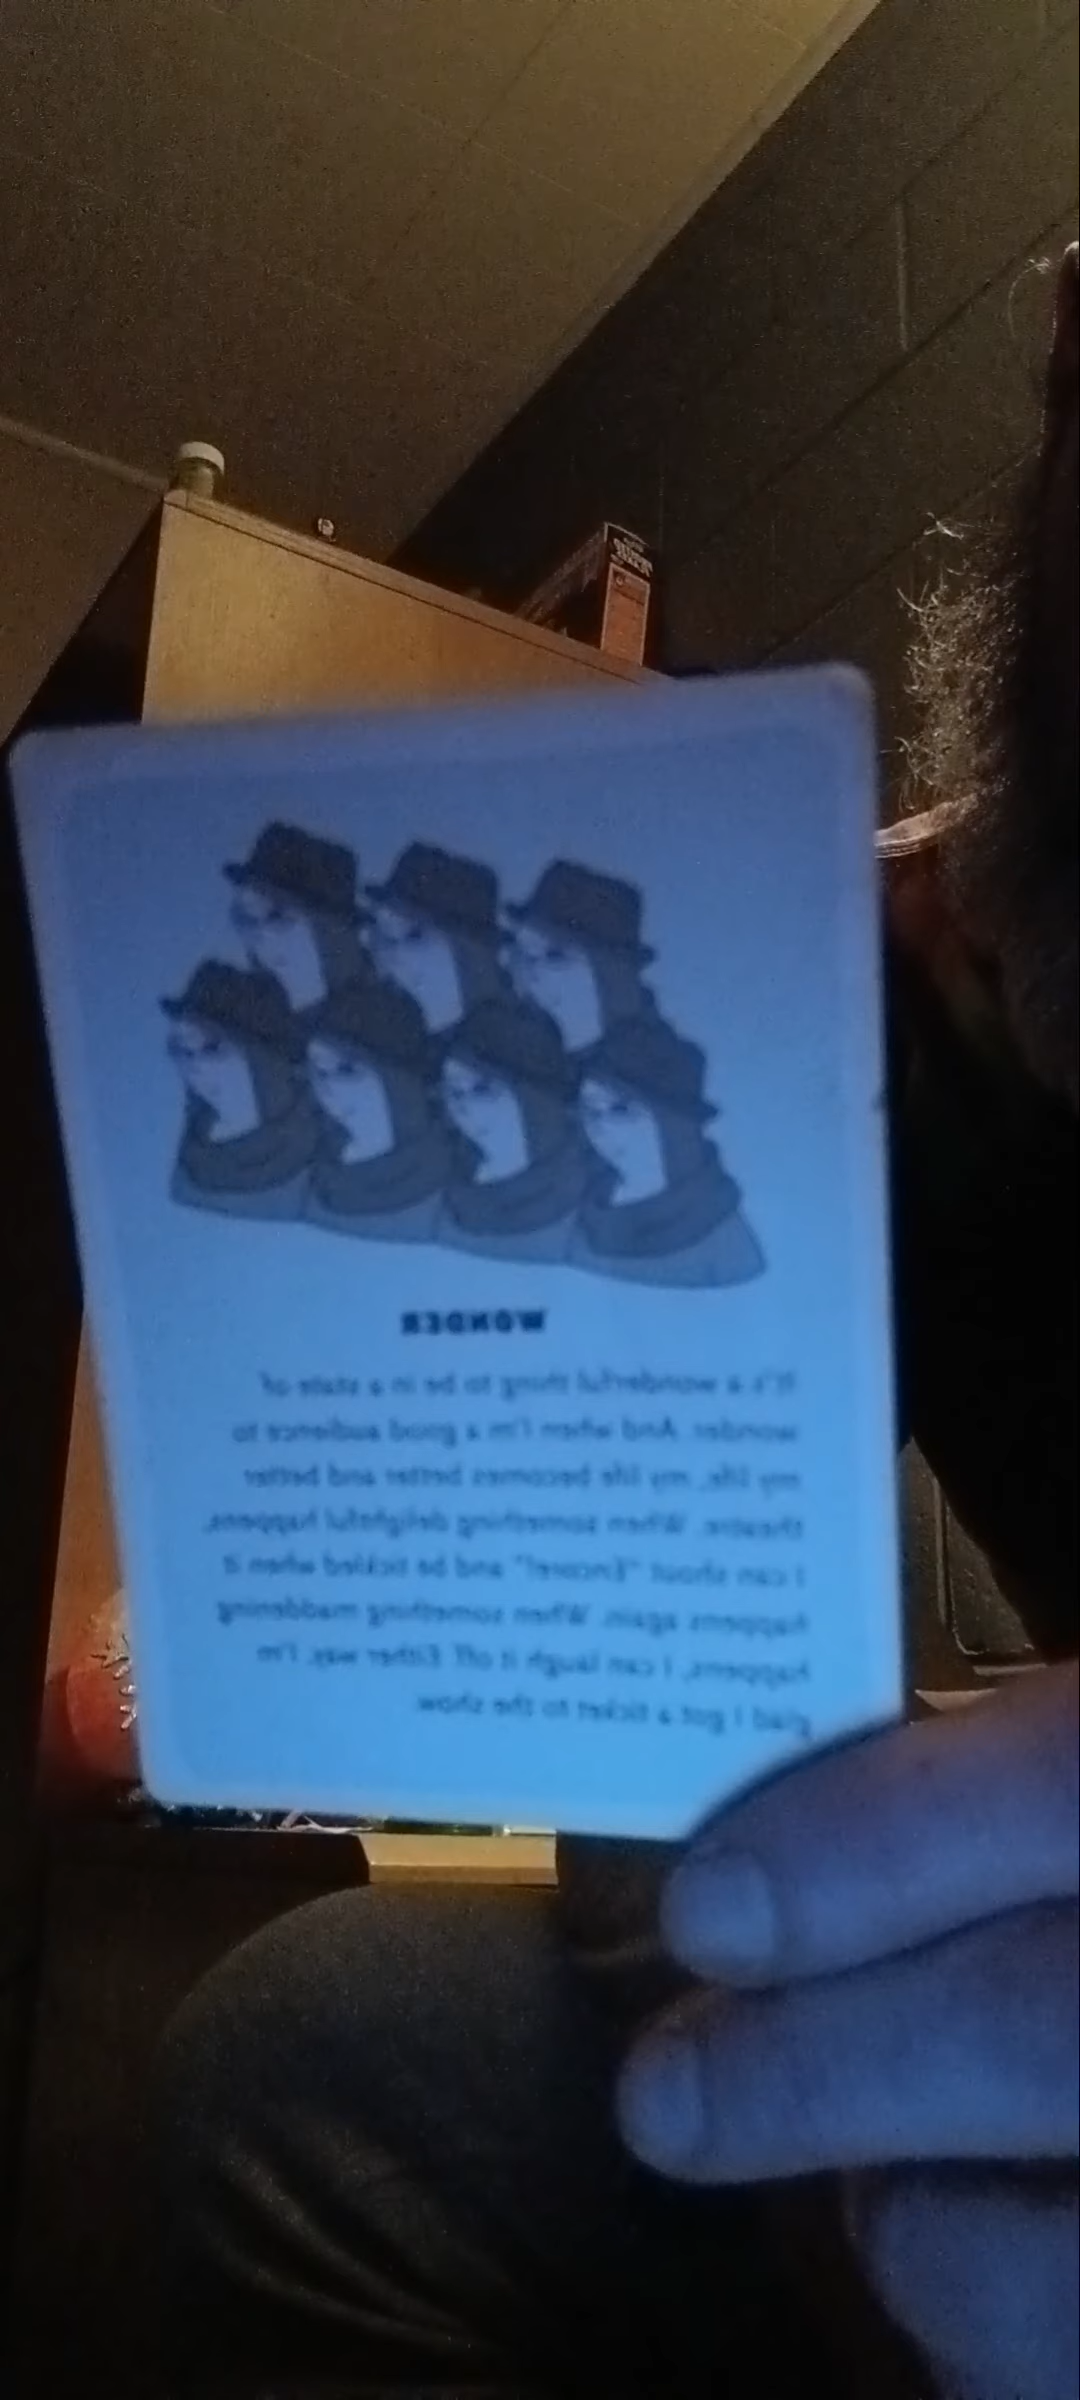 WONDER
It's a wonderful thing to be in a state of
wonder. And when I'm a good audience to
my life, my life becomes better and better
theatre. When something delightful happens,
I can shout "Encore!" and be tickled when it
happens again. When something maddening
happens, I can laugh it off. Either way, I'm
glad I got a ticket to the show.